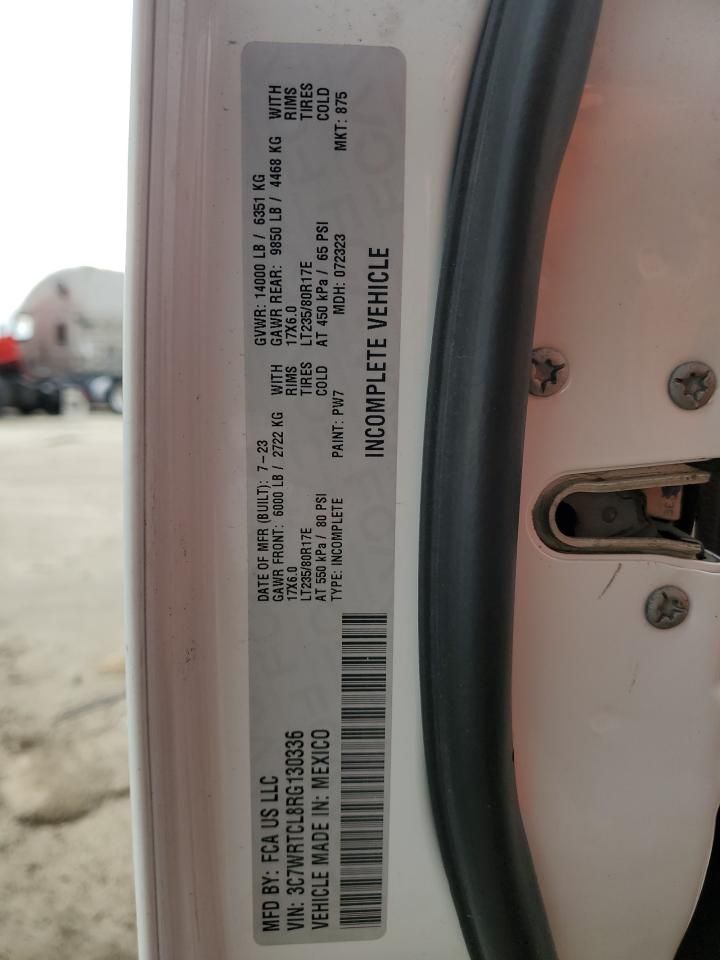 MFD BY: FCA US LLC
VIN: 3C7WRTCL8RG130336
VEHICLE MADE IN: MEXICO
DATE OF MFR (BUILT): 7-23
GAWR FRONT: 6000 LB / 2722 KG WITH
17X6.0 RIMS
LT235/80R17E TIRES
AT 550 kPa / 80 PSI COLD
TYPE: INCOMPLETE PAINT: PW7
GVWR: 14000 LB / 6351 KG
GAWR REAR: 9850 LB / 4468 KG WITH
17X6.0 RIMS
LT235/80R17E TIRES
AT 450 kPa / 65 PSI COLD
MDH: 072323 MKT: 875
INCOMPLETE VEHICLE